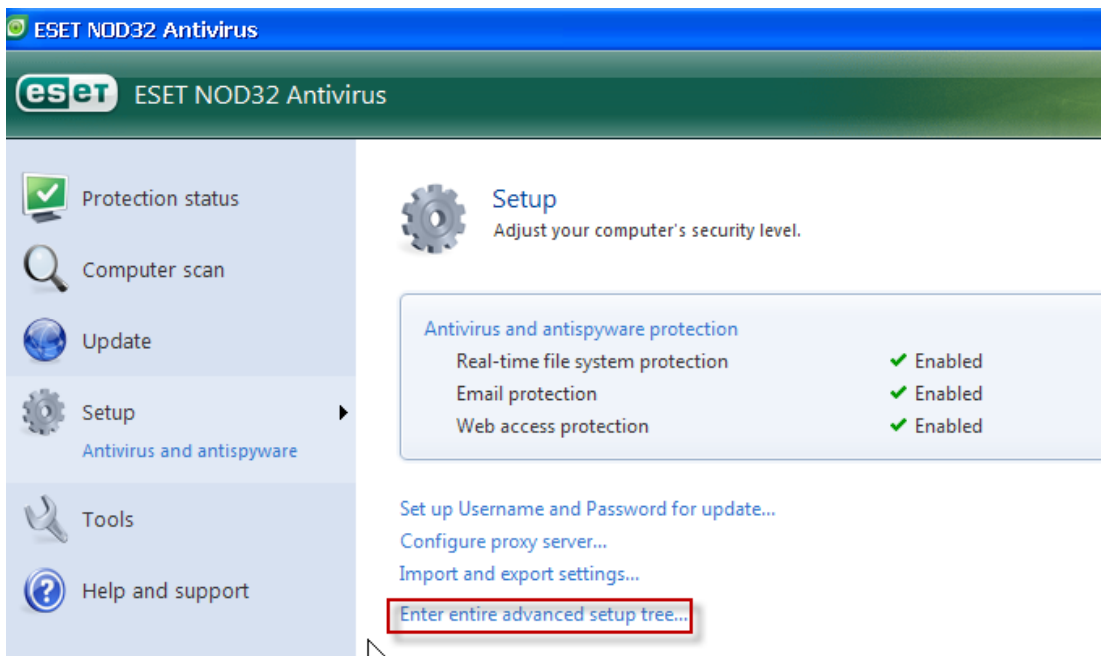 ESET NOD32 Antivirus
eset ESET NOD32 Antivirus
Protection status
Computer scan
Update
Setup
Antivirus and antispyware
Tools
Help and support
Setup
Adjust your computer's security level.
Antivirus and antispyware protection
Real-time file system protection Enabled
Email protection Enabled
Web access protection Enabled
Set up Username and Password for update...
Configure proxy server...
Import and export settings...
Enter entire advanced setup tree...